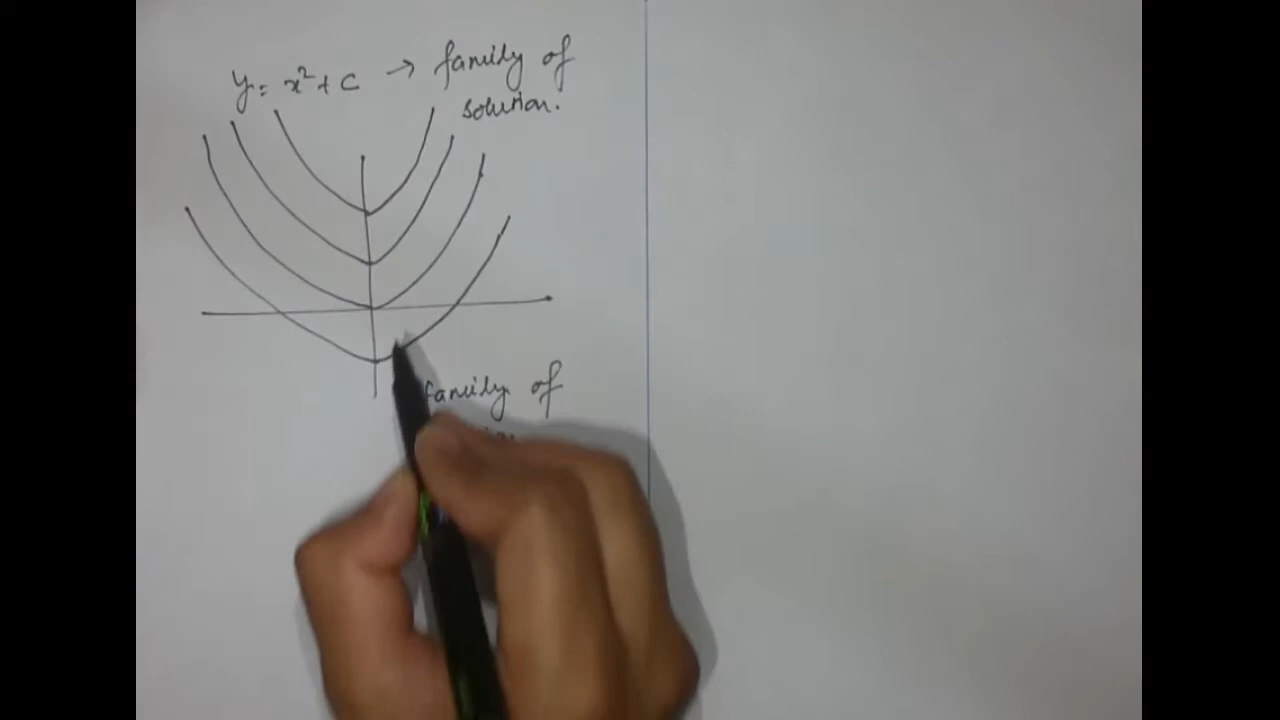 y = x² + c → family of
solution.
family of